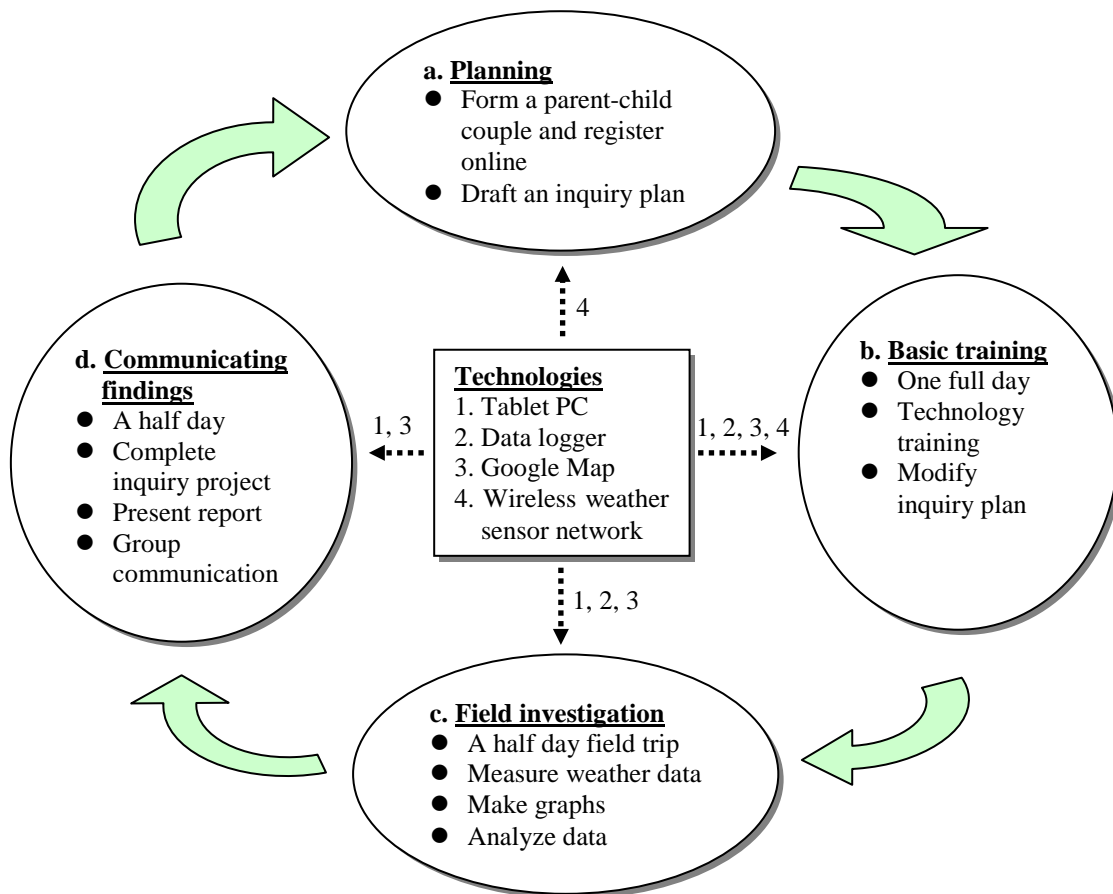 a. Planning
● Form a parent-child
couple and register
online
● Draft an inquiry plan
4
d. Communicating
findings
● A half day
● Complete
inquiry project
● Present report
● Group
communication
1, 3
Technologies
1. Tablet PC
2. Data logger
3. Google Map
4. Wireless weather
sensor network
1, 2, 3, 4
b. Basic training
● One full day
● Technology
training
● Modify
inquiry plan
1, 2, 3
c. Field investigation
● A half day field trip
● Measure weather data
● Make graphs
● Analyze data